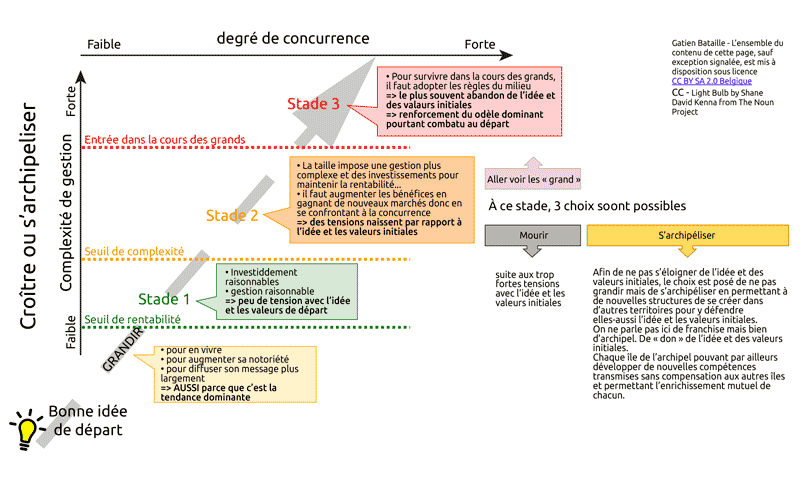 degré de concurrence
Faible
Forte
Croître ou s'archipeliser
Complexité de gestion
Forte
Faible
Gatien Bataille - L'ensemble du
contenu de cette page, sauf
exception signalée, est mis à
disposition sous licence
CC BY SA 2.0 Belgique
CC - Light Bulb by Shane
David Kenna from The Noun
Project
Stade 3
• Pour survivre dans la cours des grands,
il faut adopter les règles du milieu
=> le plus souvent abandon de l'idée et
des valaurs initiales
=> renforcement du odèle dominant
pourtant combatu au départ
Entrée dans la cours des grands
Stade 2
• La taille impose une gestion plus
complexe et des investissements pour
maintenir la rentabilité...
• il faut augmenter les bénéfices en
gagnant de nouveaux marchés donc en
se confrontant à la concurrence
=> des tensions naissent par rapport à
l'idée et les valeurs initiales
Seuil de complexité
Stade 1
• Investiddement
raisonnables
• gestion raisonnable
=> peu de tension avec l'idée
et les valeurs de départ
Seuil de rentabilité
GRANDIR
• pour en vivre
• pour augmenter sa notoriété
• pour diffuser son message plus
largement
=> AUSSI parce que c'est la
tendance dominante
Bonne idée
de départ
Aller voir les « grand »
À ce stade, 3 choix soont possibles
Mourir
suite aux trop
fortes tensions
avec l'idée et les
valeurs initiales
S'archipéliser
Afin de ne pas s'éloigner de l'idée et des
valeurs initiales, le choix est posé de ne pas
grandir mais de s'archipéliser en permettant à
de nouvelles structures de se créer dans
d'autres territoires pour y défendre
elles-aussi l'idée et les valeurs initiales.
On ne parle pas ici de franchise mais bien
d'archipel. De « don » de l'idée et des valeurs
initiales.
Chaque île de l'archipel pouvant par ailleurs
développer de nouvelles compétences
transmises sans compensation aux autres îles
et permettant l'enrichissement mutuel de
chacun.